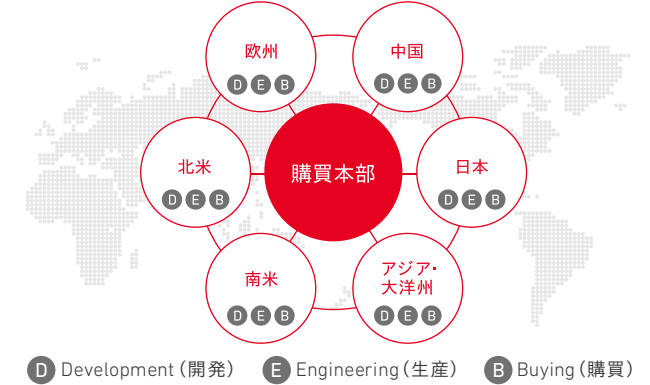 欧州
D E B
中国
D E B
北米
D E B
購買本部
日本
D E B
南米
D E B
アジア・
大洋州
D E B
D Development（開発） E Engineering（生産） B Buying（購買）